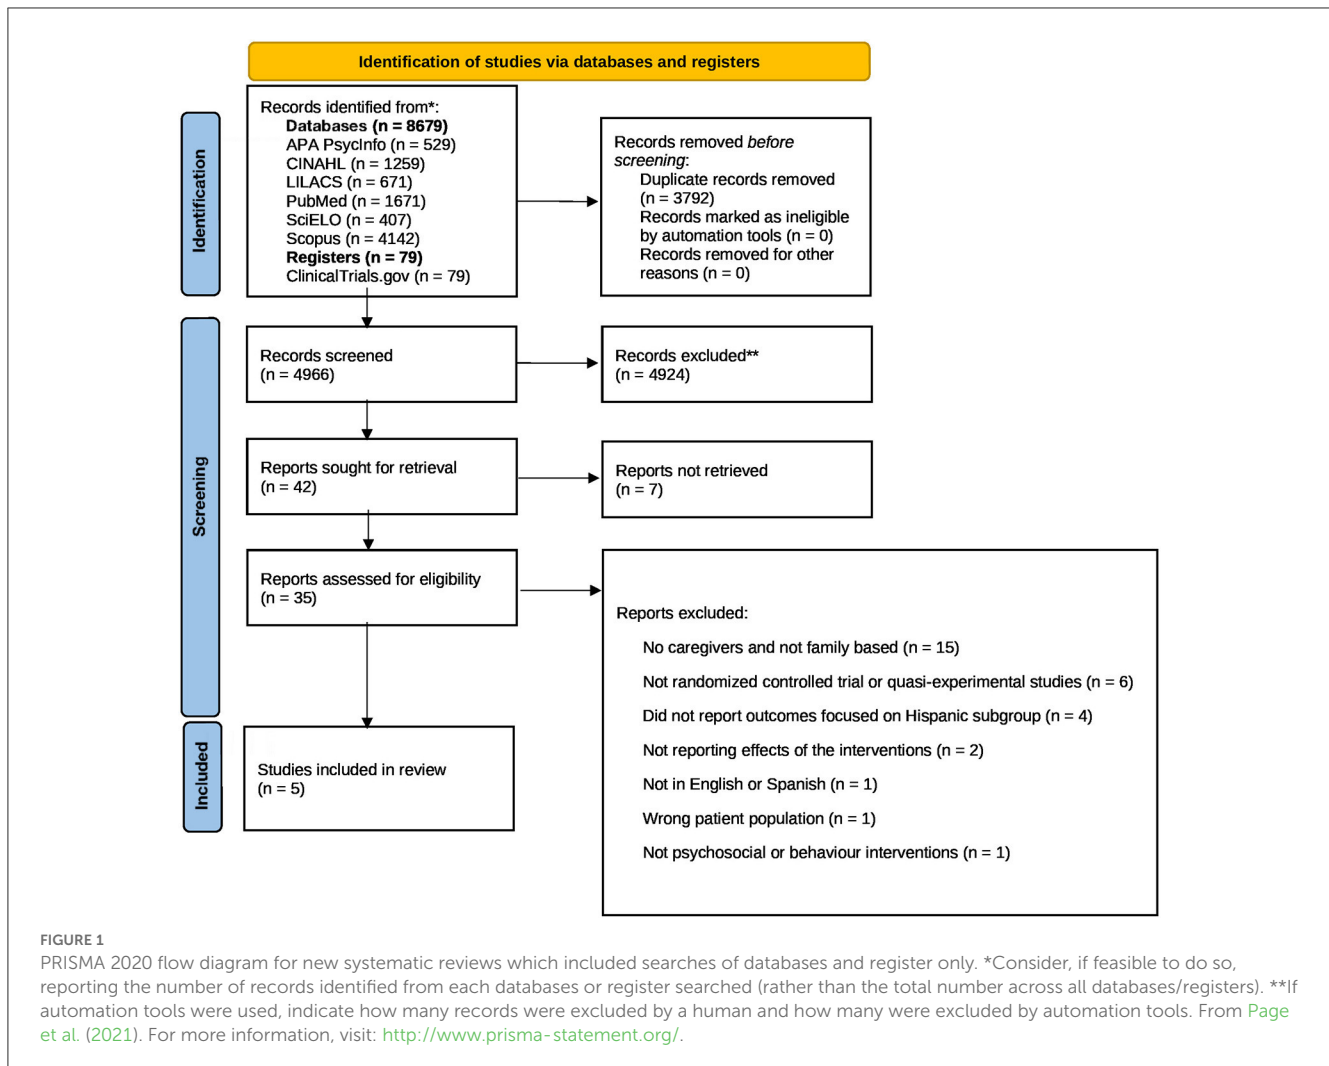 Identification of studies via databases and registers
Identification
Records identified from*:
Databases (n = 8679)
APA PsycInfo (n = 529)
CINAHL (n = 1259)
LILACS (n = 671)
PubMed (n = 1671)
SciELO (n = 407)
Scopus (n = 4142)
Registers (n = 79)
ClinicalTrials.gov (n = 79)
Records removed before
screening:
Duplicate records removed
(n = 3792)
Records marked as ineligible
by automation tools (n = 0)
Records removed for other
reasons (n = 0)
Screening
Records screened
(n = 4966)
Records excluded**
(n = 4924)
Reports sought for retrieval
(n = 42)
Reports not retrieved
(n = 7)
Reports assessed for eligibility
(n = 35)
Reports excluded:
No caregivers and not family based (n = 15)
Not randomized controlled trial or quasi-experimental studies (n = 6)
Did not report outcomes focused on Hispanic subgroup (n = 4)
Not reporting effects of the interventions (n = 2)
Not in English or Spanish (n = 1)
Wrong patient population (n = 1)
Not psychosocial or behaviour interventions (n = 1)
Included
Studies included in review
(n = 5)
FIGURE 1
PRISMA 2020 flow diagram for new systematic reviews which included searches of databases and register only. *Consider, if feasible to do so,
reporting the number of records identified from each databases or register searched (rather than the total number across all databases/registers). **If
automation tools were used, indicate how many records were excluded by a human and how many were excluded by automation tools. From Page
et al. (2021). For more information, visit: http://www.prisma-statement.org/.